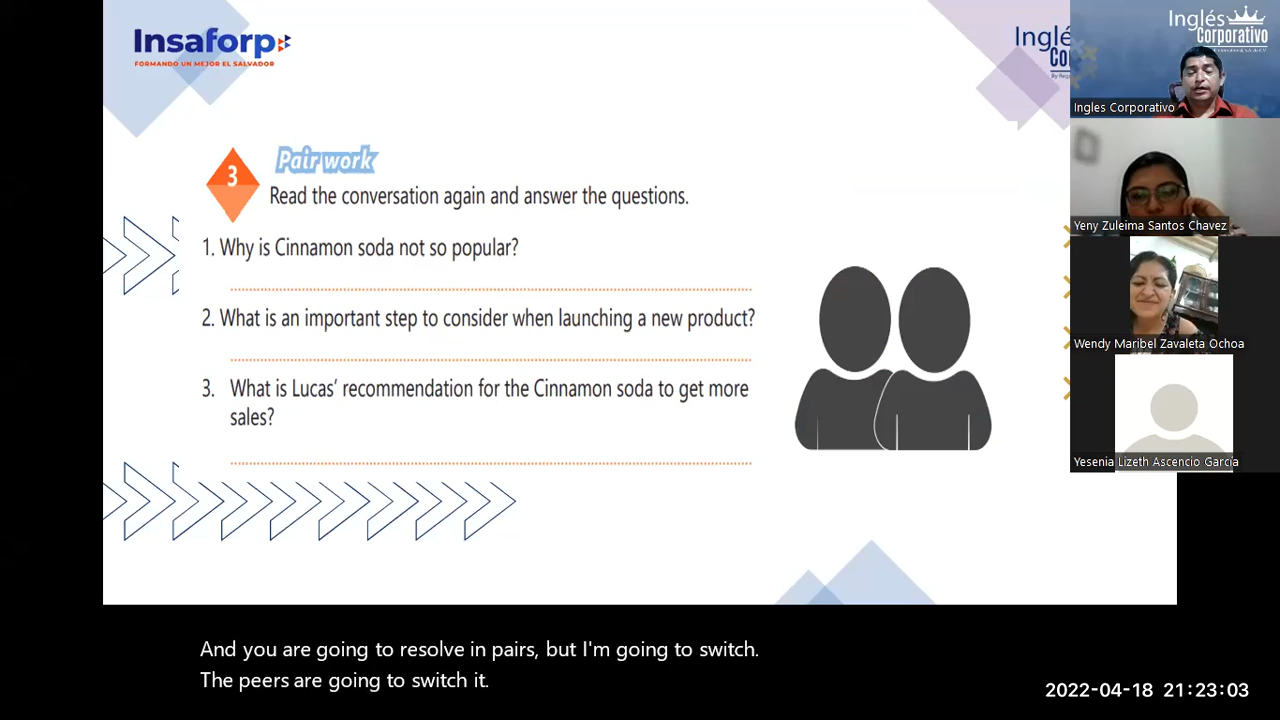 Insaforp
FORMANDO UN MEJOR EL SALVADOR
Inglé
Co
Inglés
Corporativo
Ingles Corporativo
3
Pair work
Read the conversation again and answer the questions.
1. Why is Cinnamon soda not so popular?
2. What is an important step to consider when launching a new product?
3. What is Lucas' recommendation for the Cinnamon soda to get more
sales?
Yeny Zuleima Santos Chavez
Wendy Maribel Zavaleta Ochoa
Yesenia Lizeth Ascencio García
And you are going to resolve in pairs, but I'm going to switch.
The peers are going to switch it.
2022-04-18 21:23:03